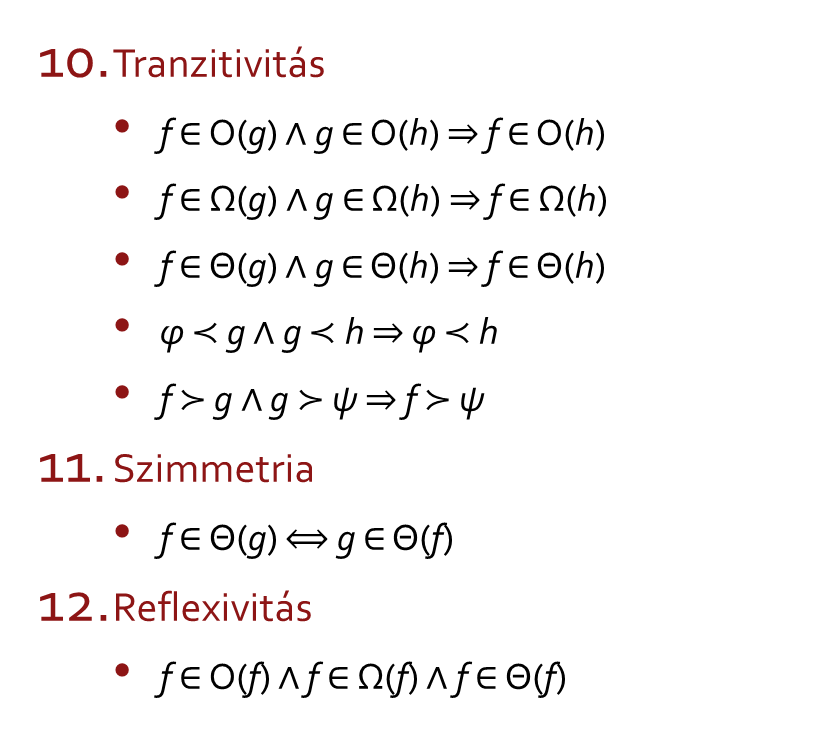 10. Tranzitivitás
• f ∈ O(g) ∧ g ∈ O(h) ⇒ f ∈ O(h)
• f ∈ Ω(g) ∧ g ∈ Ω(h) ⇒ f ∈ Ω(h)
• f ∈ Θ(g) ∧ g ∈ Θ(h) ⇒ f ∈ Θ(h)
• φ ≺ g ∧ g ≺ h ⇒ φ ≺ h
• f ≻ g ∧ g ≻ ψ ⇒ f ≻ ψ
11. Szimmetria
• f ∈ Θ(g) ⟺ g ∈ Θ(f)
12. Reflexivitás
• f ∈ O(f) ∧ f ∈ Ω(f) ∧ f ∈ Θ(f)